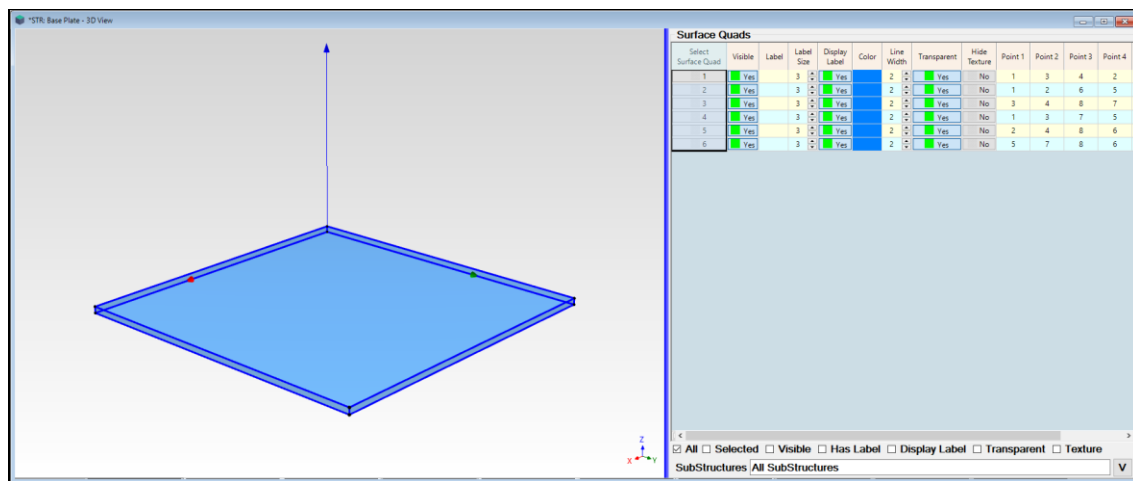 *STR: Base Plate - 3D View
Z
X Y
Surface Quads
Select Surface Quad Visible Label Label Size Display Label Color Line Width Transparent Hide Texture Point 1 Point 2 Point 3 Point 4
1 Yes 3 Yes 2 Yes No 1 3 4 2
2 Yes 3 Yes 2 Yes No 1 2 6 5
3 Yes 3 Yes 2 Yes No 3 4 8 7
4 Yes 3 Yes 2 Yes No 1 3 7 5
5 Yes 3 Yes 2 Yes No 2 4 8 6
6 Yes 3 Yes 2 Yes No 5 7 8 6
All Selected Visible Has Label Display Label Transparent Texture
SubStructures All SubStructures V